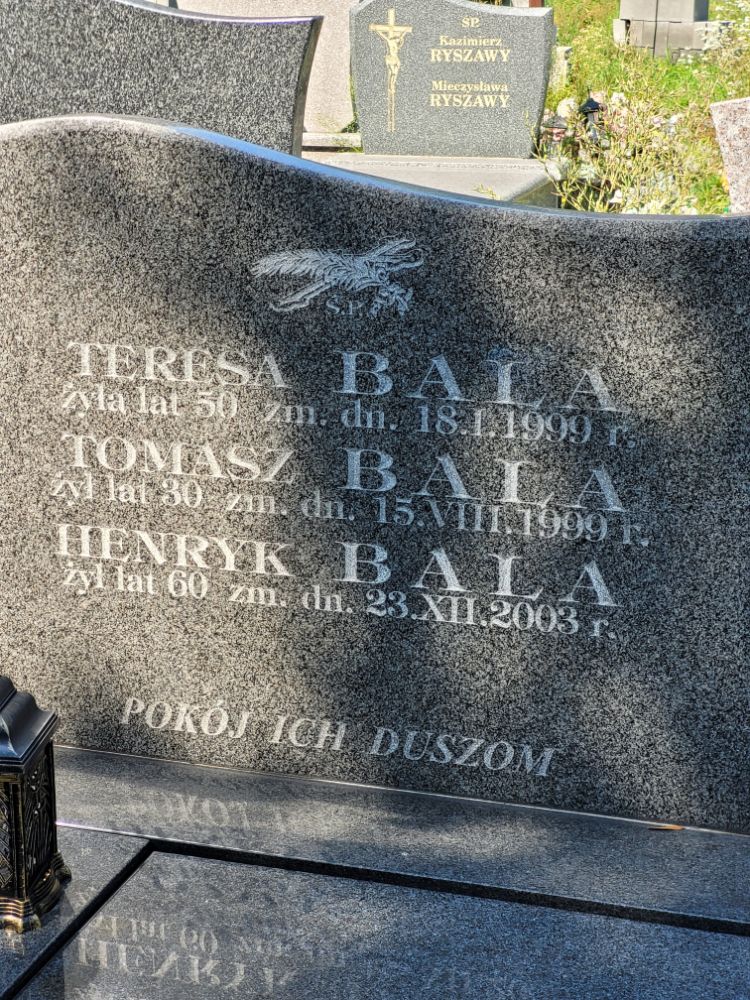 ŚP.
Kazimierz
RYSZAWY
Mieczysława
RYSZAWY
Ś.P.
TERESA BALA
żyła lat 50 zm. dn. 18.I.1999 r.
TOMASZ BALA
żył lat 30 zm. dn. 15.VIII.1999 r.
HENRYK BALA
żył lat 60 zm. dn. 23.XII.2003 r.
POKÓJ ICH DUSZOM